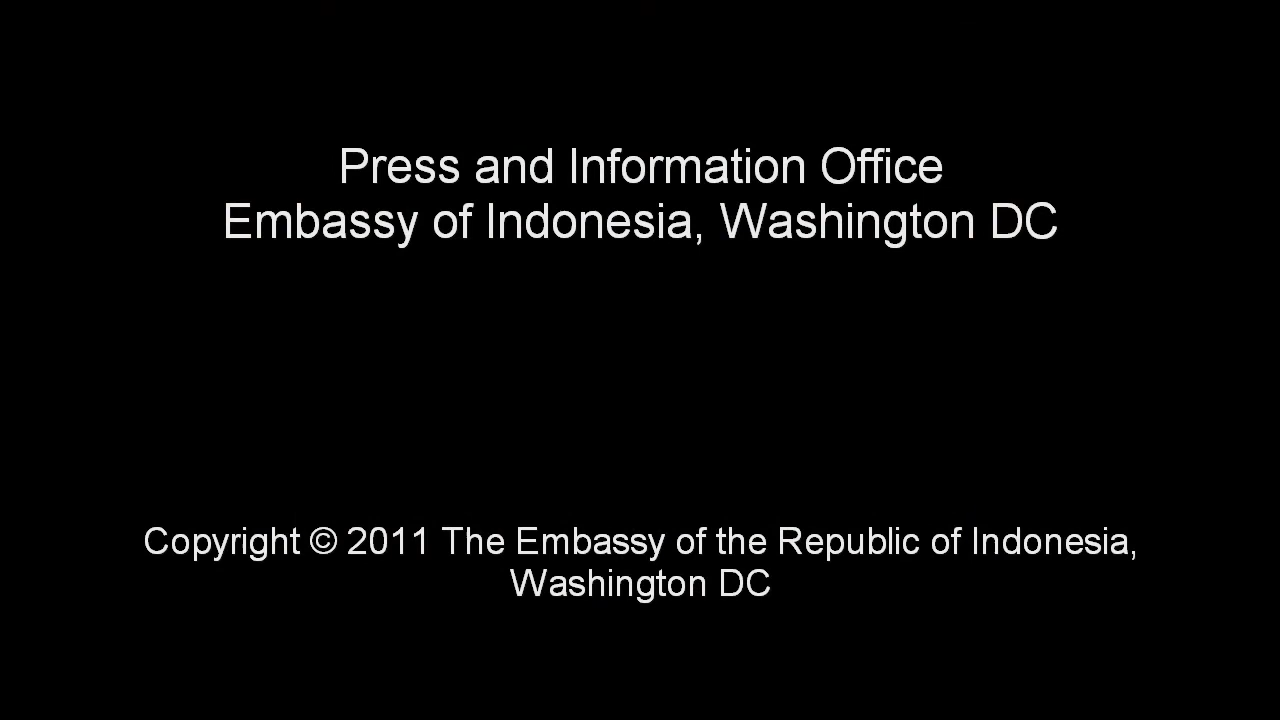 Press and Information Office
Embassy of Indonesia, Washington DC
Copyright © 2011 The Embassy of the Republic of Indonesia,
Washington DC